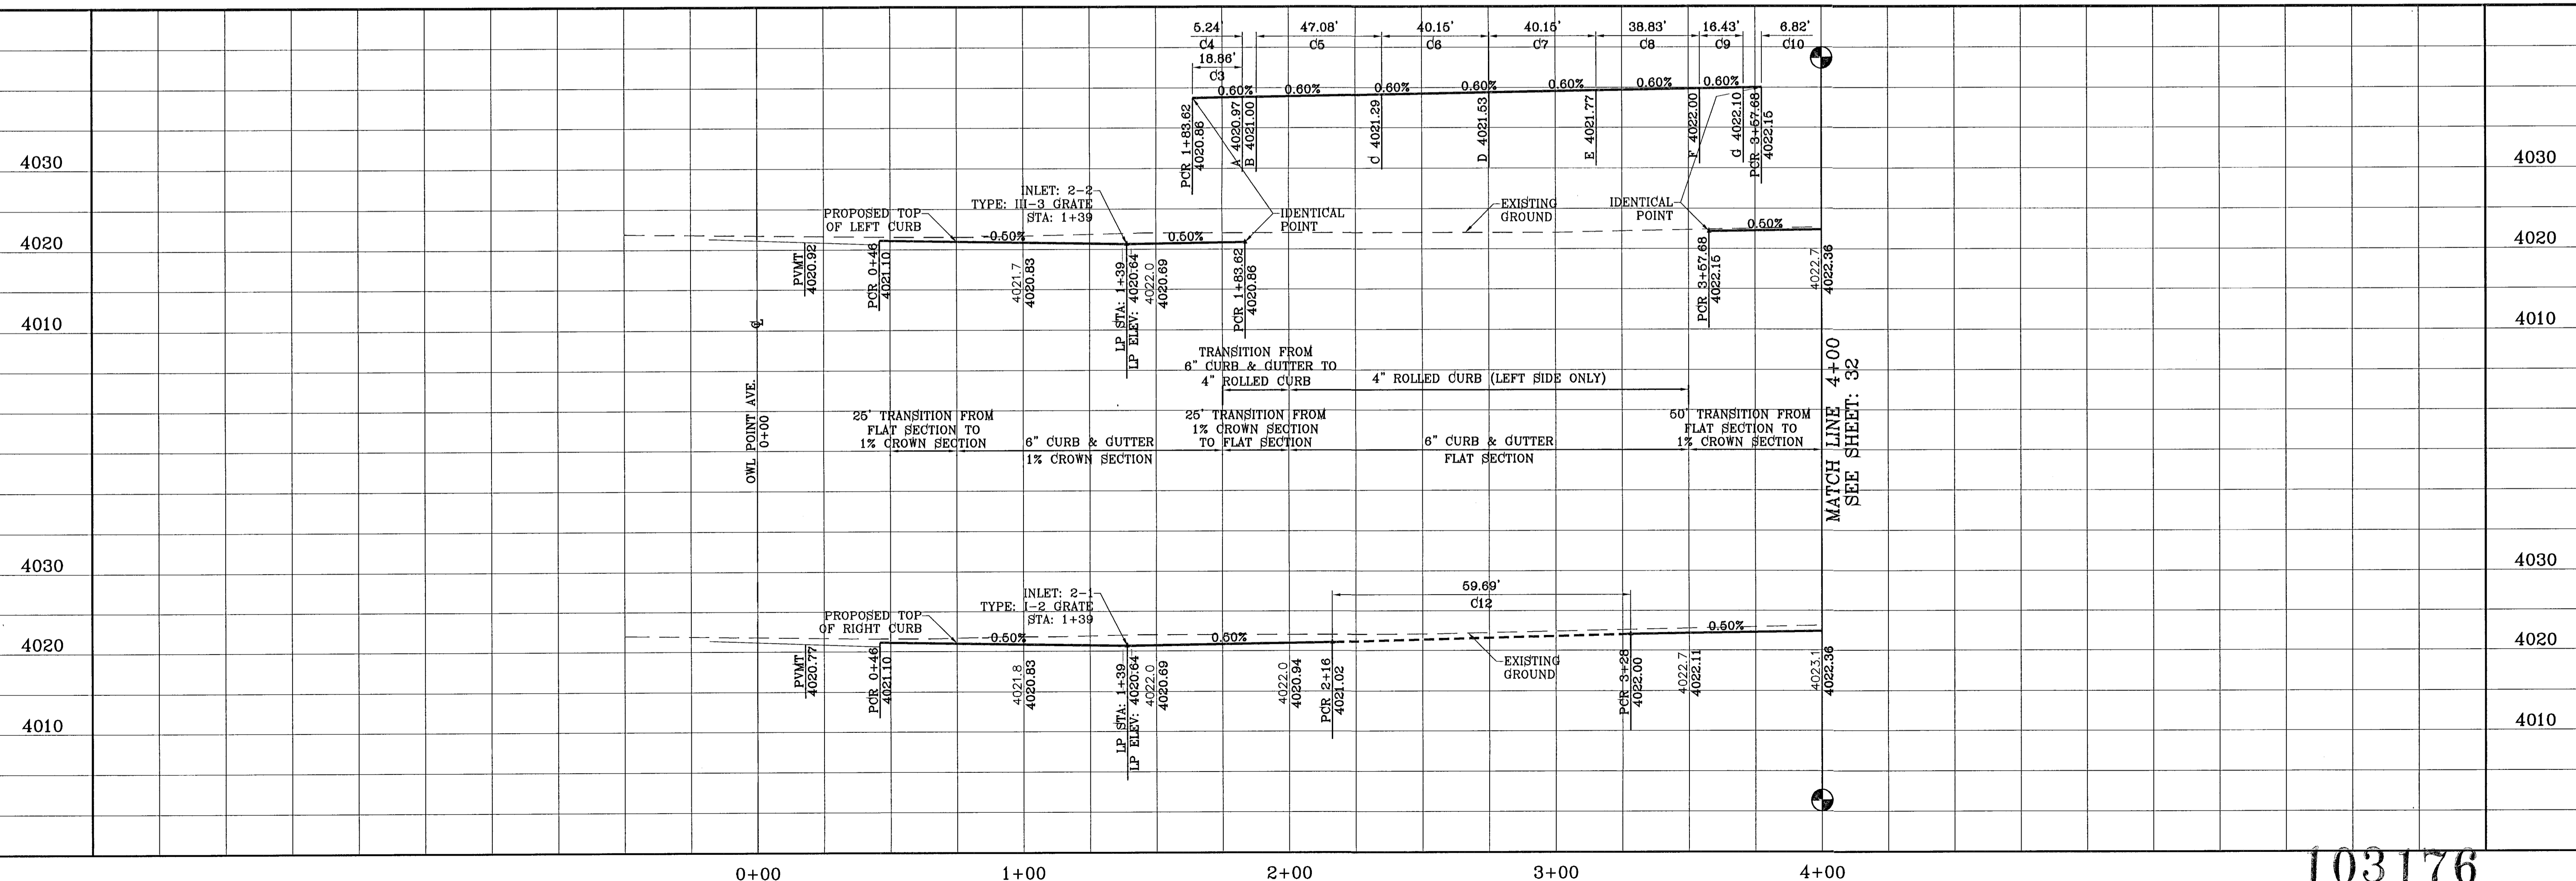 5.24'
C4
47.08'
C5
40.15'
C6
40.15'
C7
38.83'
C8
16.43'
C9
6.82'
C10
18.86'
C3
0.60%
0.60%
0.60%
0.60%
0.60%
0.60%
0.60%
PCR 1+83.62
4020.86
A 4020.97
B 4021.00
C 4021.29
D 4021.53
E 4021.77
F 4022.00
G 4022.10
PCR 3+57.68
4022.15
4030
4030
INLET: 2-2
TYPE: III-3 GRATE
STA: 1+39
PROPOSED TOP
OF LEFT CURB
IDENTICAL
POINT
EXISTING
GROUND
IDENTICAL
POINT
4020
-0.50%
0.50%
0.50%
4020
PVMT
4020.92
PCR 0+46
4021.10
4021.7
4020.83
LP STA: 1+39
LP ELEV: 4020.64
4022.0
4020.69
PCR 1+83.62
4020.86
PCR 3+57.68
4022.15
4022.7
4022.36
4010
℄
4010
OWL POINT AVE.
0+00
TRANSITION FROM
6" CURB & GUTTER TO
4" ROLLED CURB
4" ROLLED CURB (LEFT SIDE ONLY)
MATCH LINE 4+00
SEE SHEET: 32
25' TRANSITION FROM
FLAT SECTION TO
1% CROWN SECTION
6" CURB & GUTTER
1% CROWN SECTION
25' TRANSITION FROM
1% CROWN SECTION
TO FLAT SECTION
6" CURB & GUTTER
FLAT SECTION
50' TRANSITION FROM
FLAT SECTION TO
1% CROWN SECTION
4030
4030
INLET: 2-1
TYPE: I-2 GRATE
STA: 1+39
59.69'
C12
PROPOSED TOP
OF RIGHT CURB
4020
-0.50%
0.50%
0.50%
4020
PVMT
4020.77
PCR 0+46
4021.10
4021.8
4020.83
LP STA: 1+39
LP ELEV: 4020.64
4022.0
4020.69
4022.0
4020.94
PCR 2+16
4021.02
EXISTING
GROUND
PCR 3+28
4022.00
4022.7
4022.11
4023.1
4022.36
4010
4010
0+00
1+00
2+00
3+00
4+00
103176